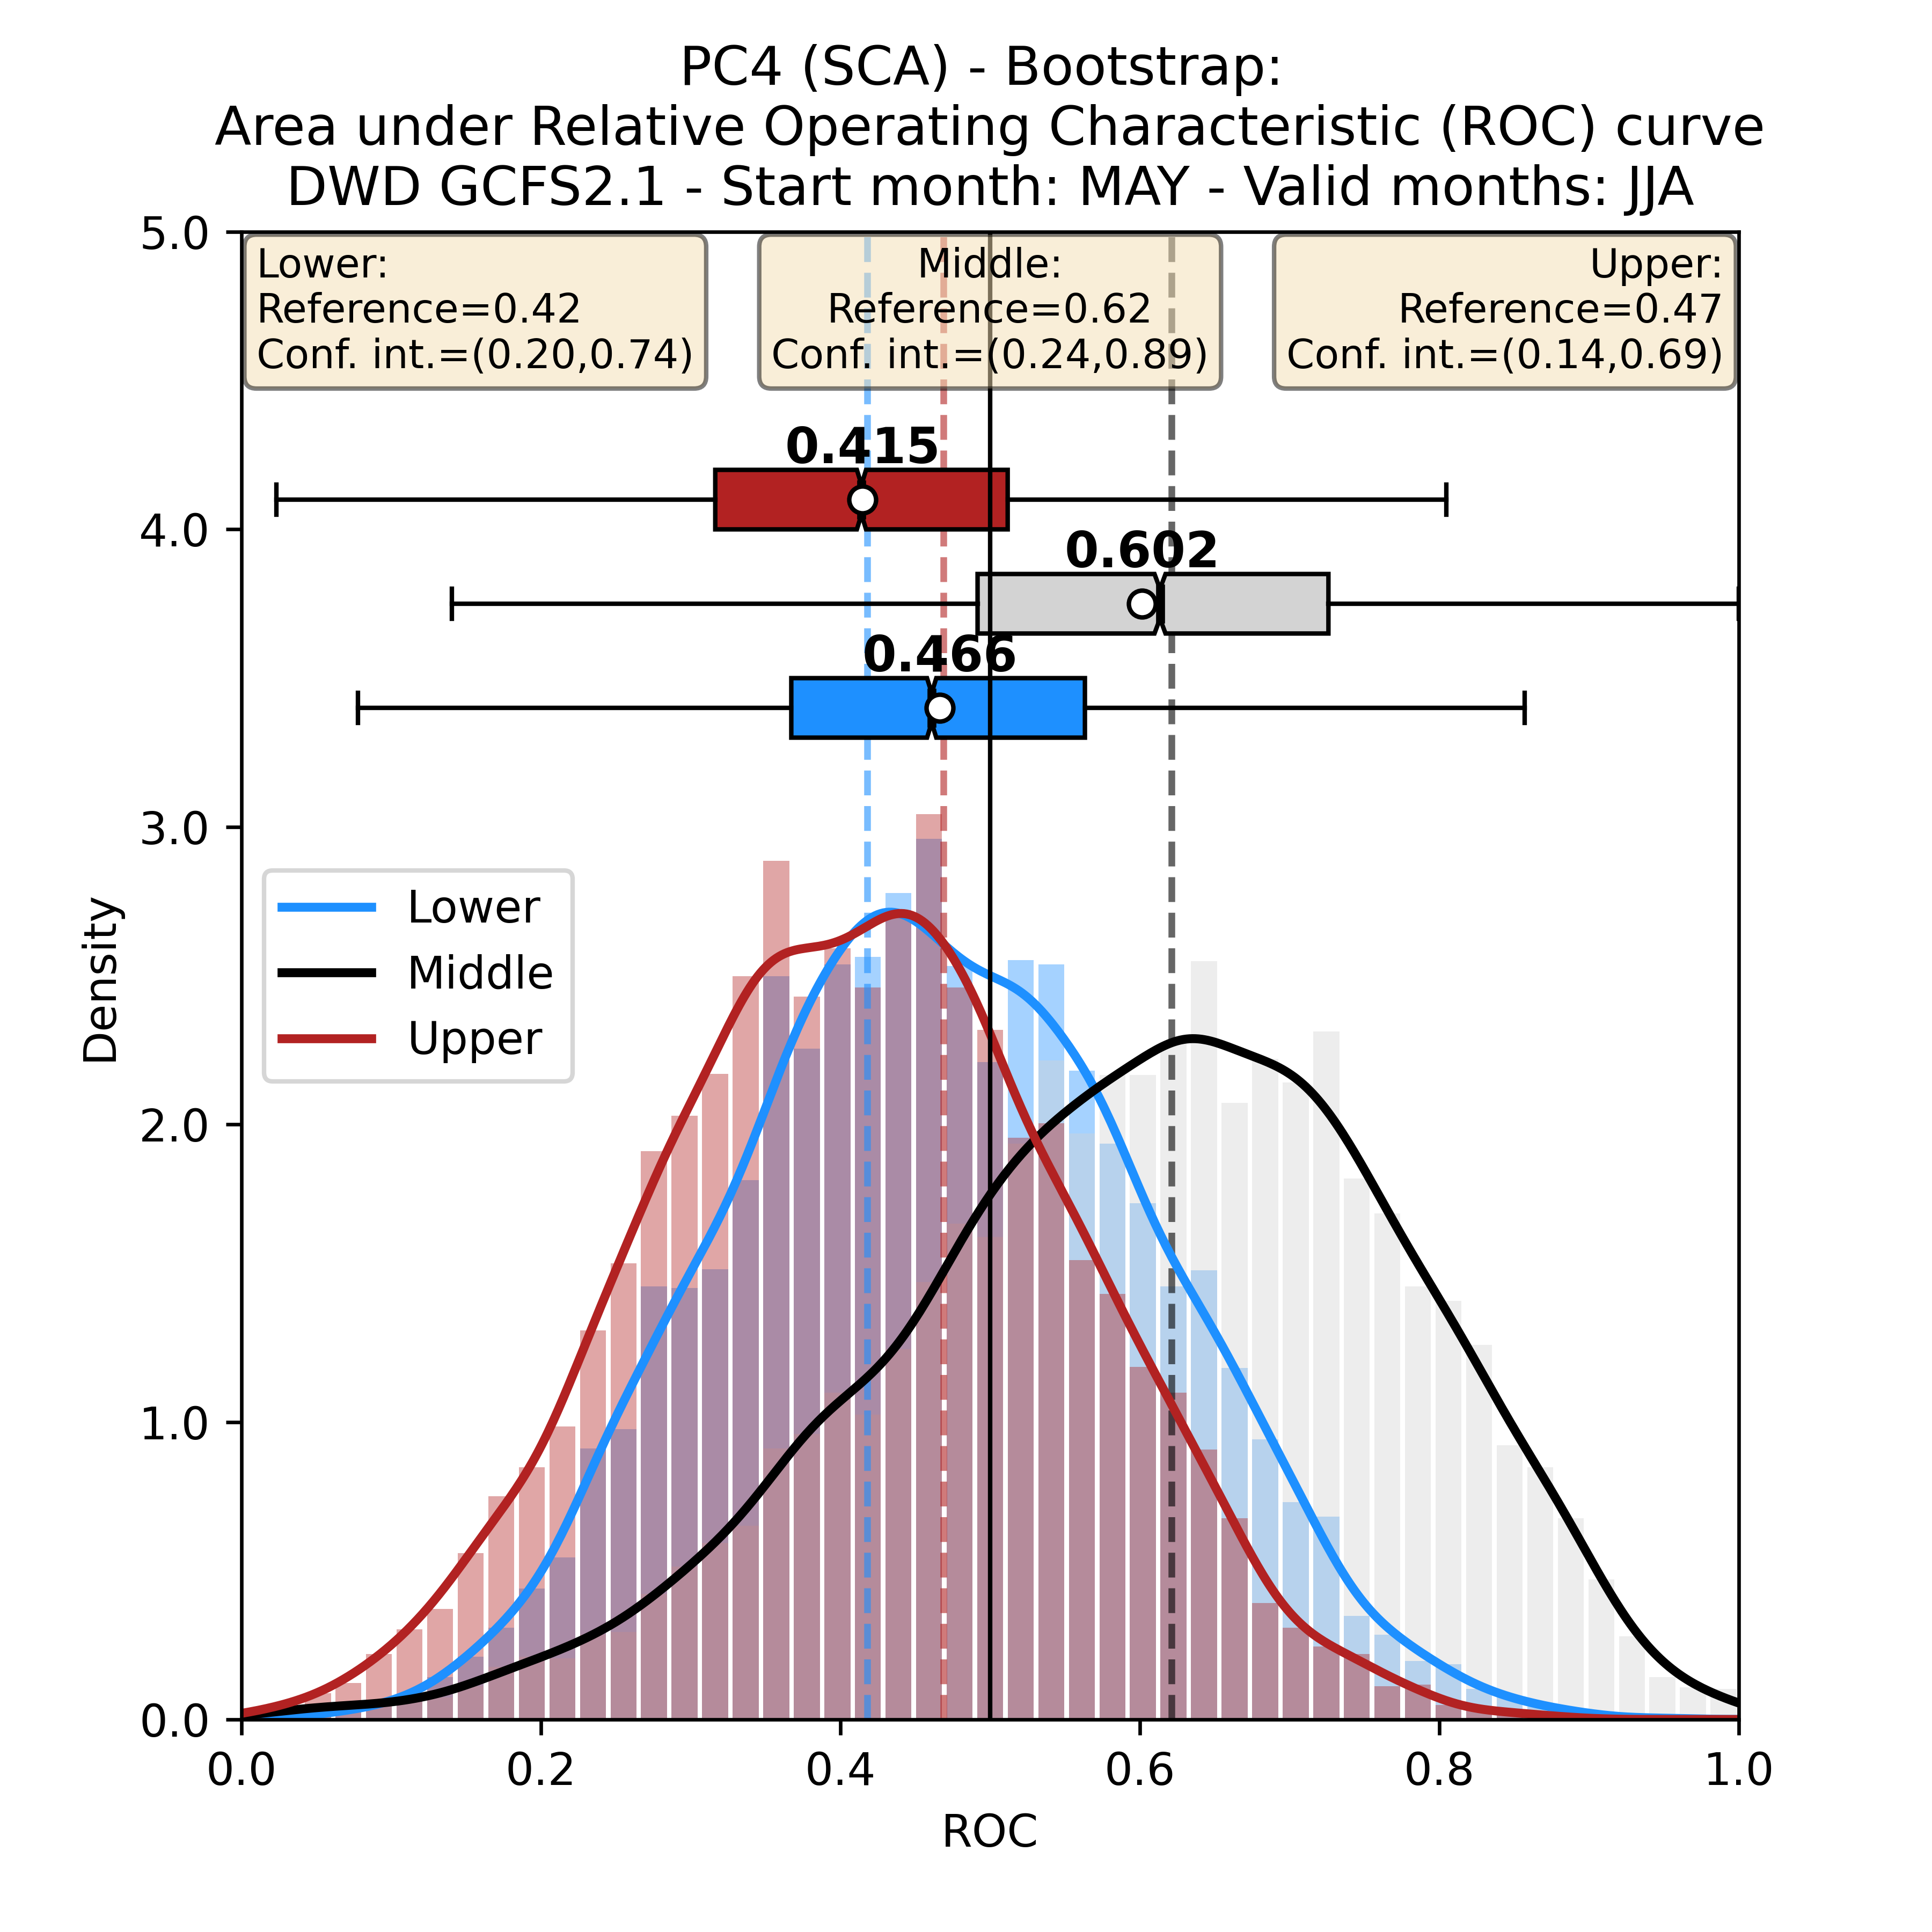 PC4 (SCA) - Bootstrap:
Area under Relative Operating Characteristic (ROC) curve
DWD GCFS2.1 - Start month: MAY - Valid months: JJA
Lower:
Reference=0.42
Conf. int.=(0.20,0.74)
Middle:
Reference=0.62
Conf. int.=(0.24,0.89)
Upper:
Reference=0.47
Conf. int.=(0.14,0.69)
0.415
0.602
0.466
5.0
4.0
3.0
2.0
1.0
0.0
Density
Lower
Middle
Upper
0.0 0.2 0.4 0.6 0.8 1.0
ROC